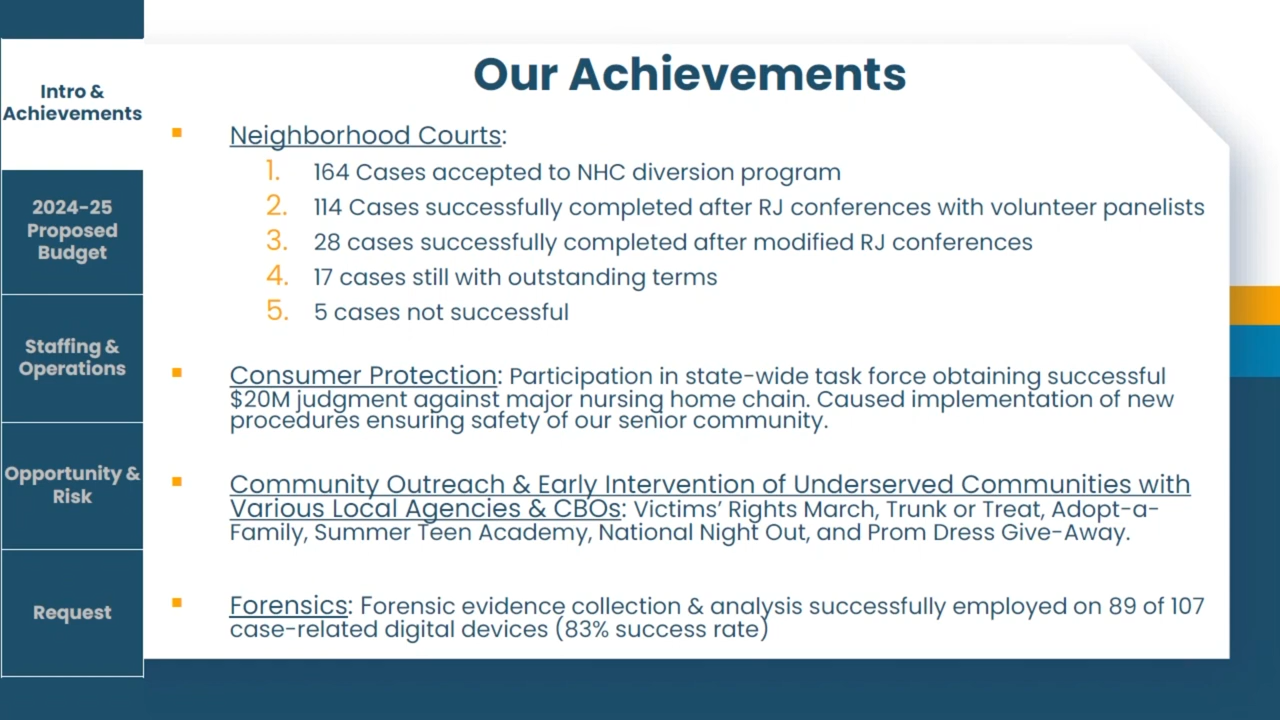 Intro &
Achievements
2024-25
Proposed
Budget
Staffing &
Operations
Opportunity &
Risk
Request
Our Achievements
▪ Neighborhood Courts:
1. 164 Cases accepted to NHC diversion program
2. 114 Cases successfully completed after RJ conferences with volunteer panelists
3. 28 cases successfully completed after modified RJ conferences
4. 17 cases still with outstanding terms
5. 5 cases not successful
▪ Consumer Protection: Participation in state-wide task force obtaining successful
$20M judgment against major nursing home chain. Caused implementation of new
procedures ensuring safety of our senior community.
▪ Community Outreach & Early Intervention of Underserved Communities with
Various Local Agencies & CBOs: Victims’ Rights March, Trunk or Treat, Adopt-a-
Family, Summer Teen Academy, National Night Out, and Prom Dress Give-Away.
▪ Forensics: Forensic evidence collection & analysis successfully employed on 89 of 107
case-related digital devices (83% success rate)